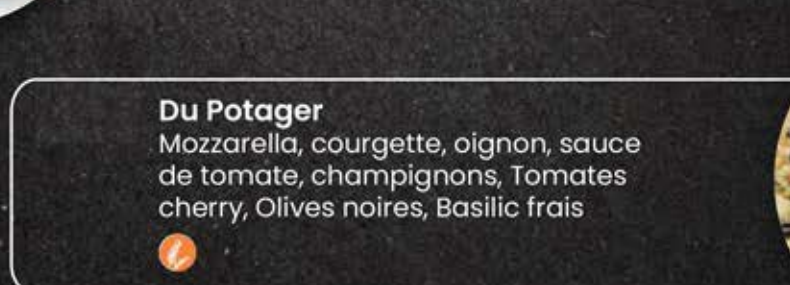 Du Potager
Mozzarella, courgette, oignon, sauce
de tomate, champignons, Tomates
cherry, Olives noires, Basilic frais